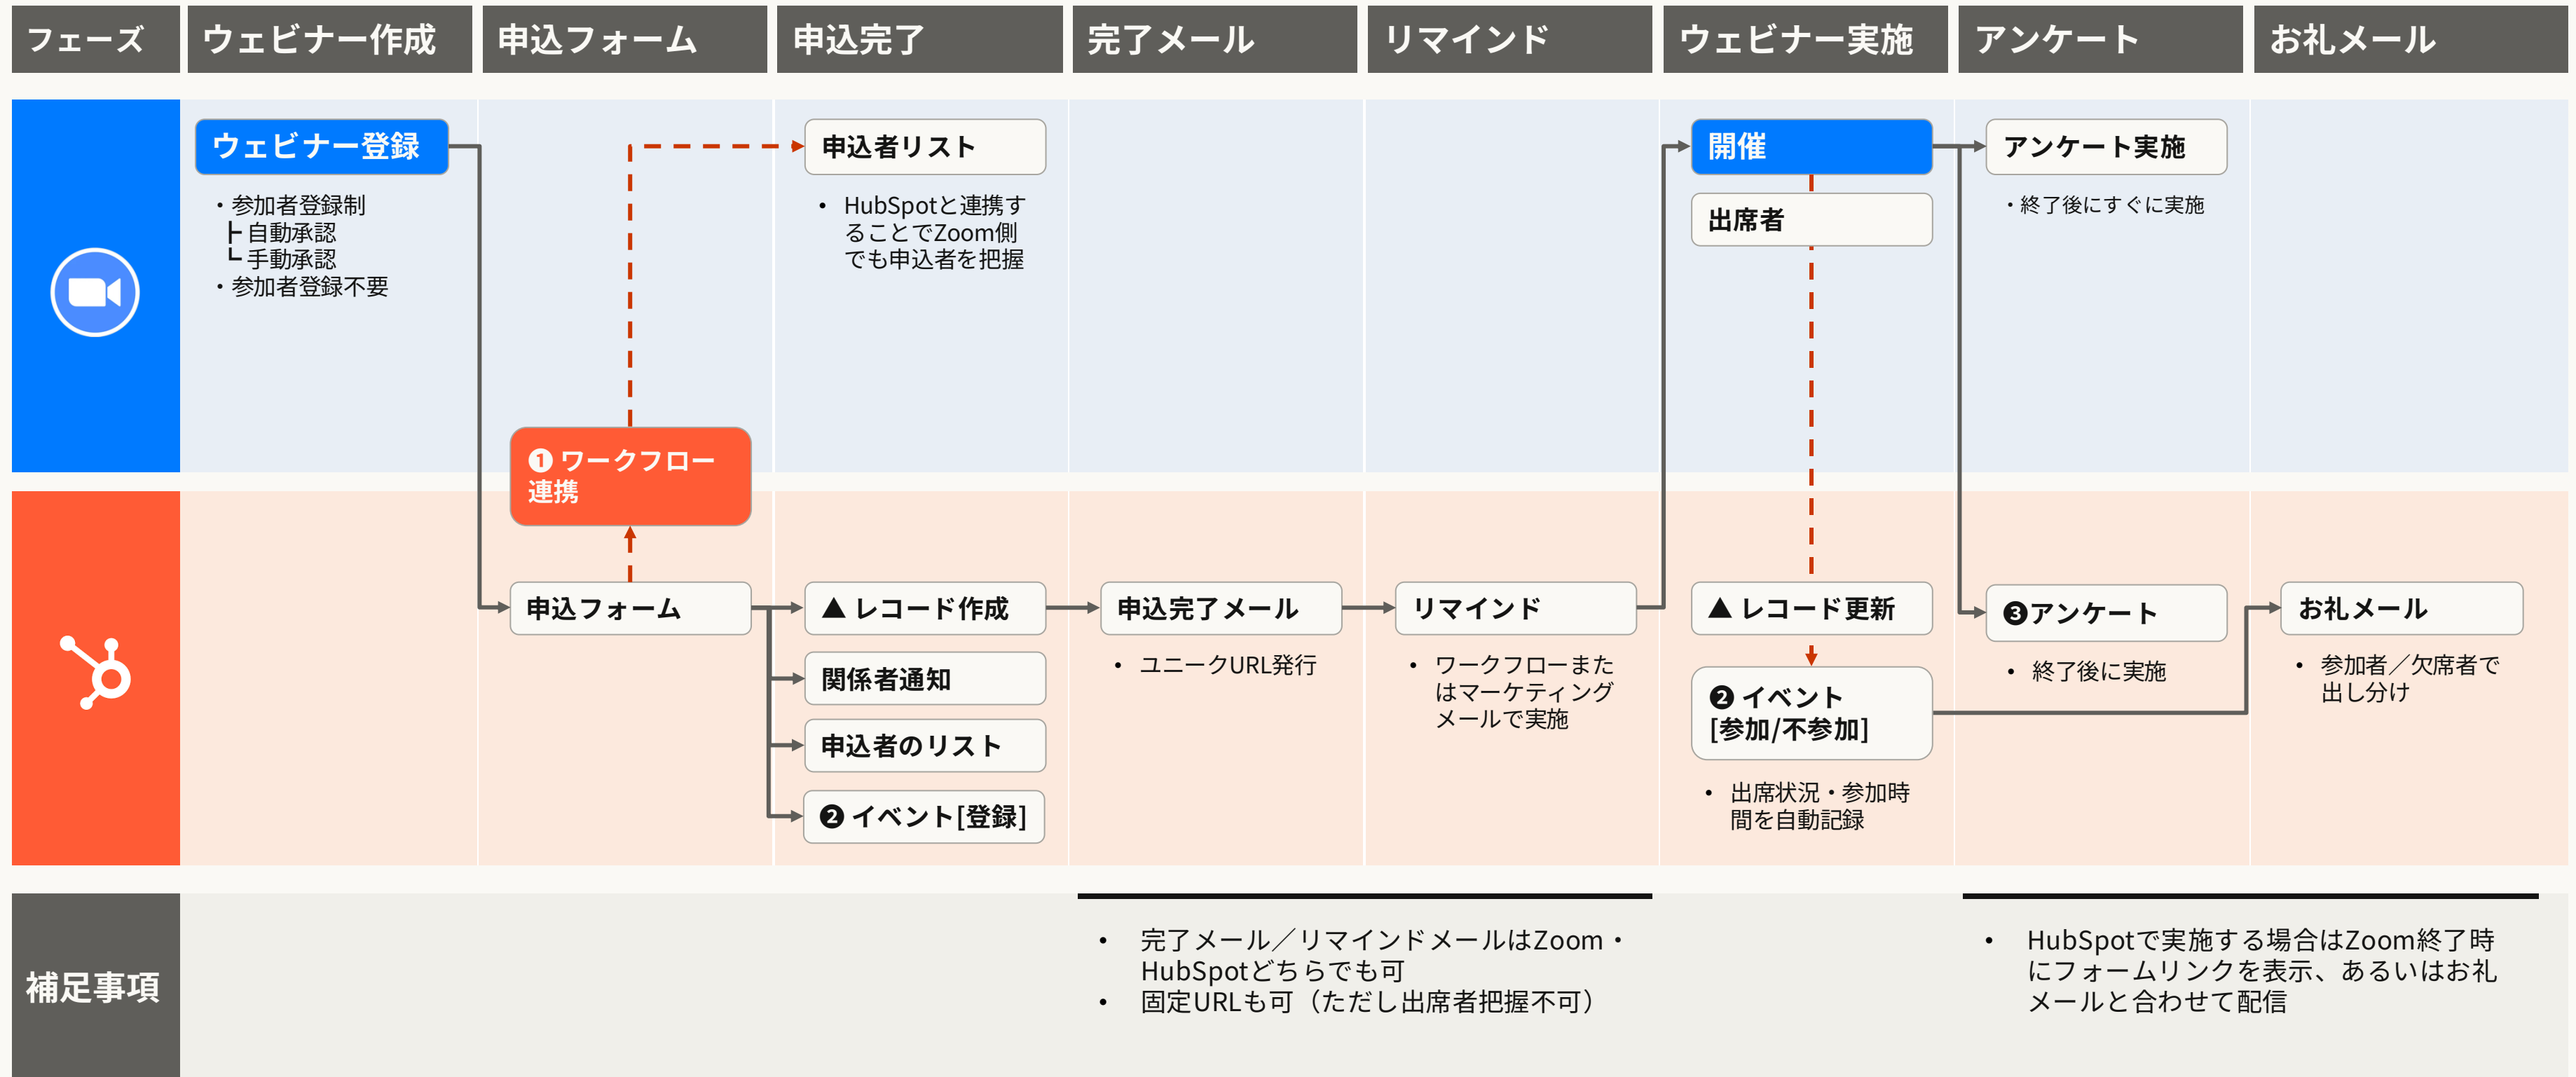 フェーズ
ウェビナー作成
申込フォーム
申込完了
完了メール
リマインド
ウェビナー実施
アンケート
お礼メール
ウェビナー登録
・参加者登録制
┣ 自動承認
┗ 手動承認
・参加者登録不要
申込者リスト
• HubSpotと連携す
ることでZoom側
でも申込者を把握
開催
出席者
アンケート実施
・終了後にすぐに実施
❶ ワークフロー
連携
申込フォーム
▲ レコード作成
関係者通知
申込者のリスト
❷ イベント[登録]
申込完了メール
• ユニークURL発行
リマインド
• ワークフローまた
はマーケティング
メールで実施
▲ レコード更新
❷ イベント
[参加/不参加]
• 出席状況・参加時
間を自動記録
❸アンケート
• 終了後に実施
お礼メール
• 参加者／欠席者で
出し分け
補足事項
• 完了メール／リマインドメールはZoom・
HubSpotどちらでも可
• 固定URLも可（ただし出席者把握不可）
• HubSpotで実施する場合はZoom終了時
にフォームリンクを表示、あるいはお礼
メールと合わせて配信